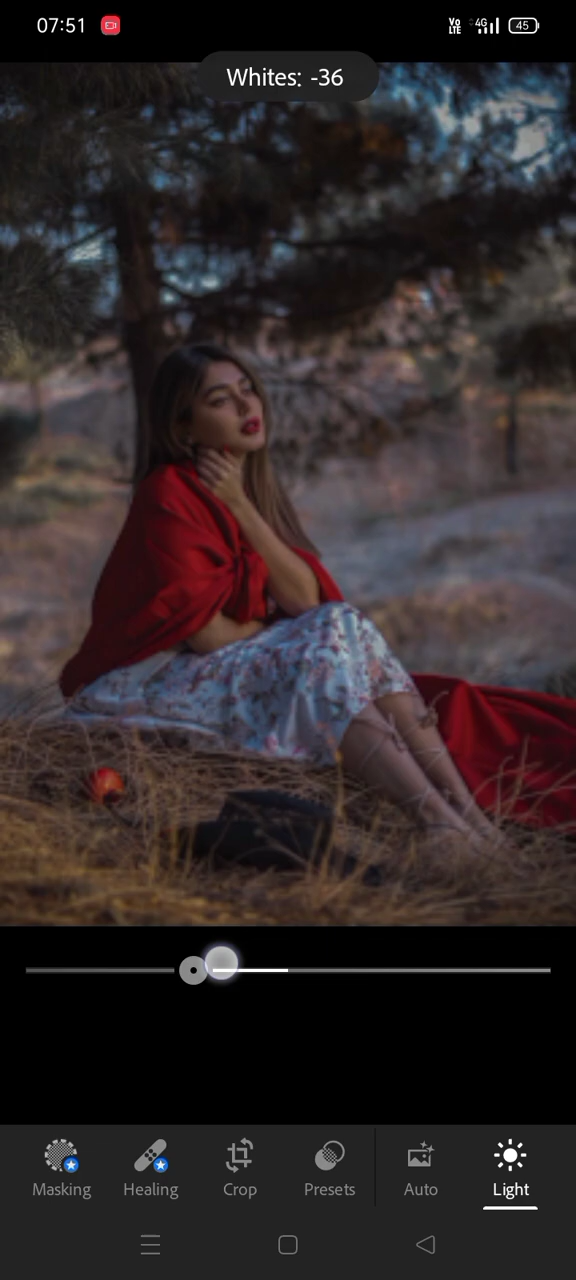 07:51
Vo
LTE
4G
45
Whites: -36
Masking
Healing
Crop
Presets
Auto
Light